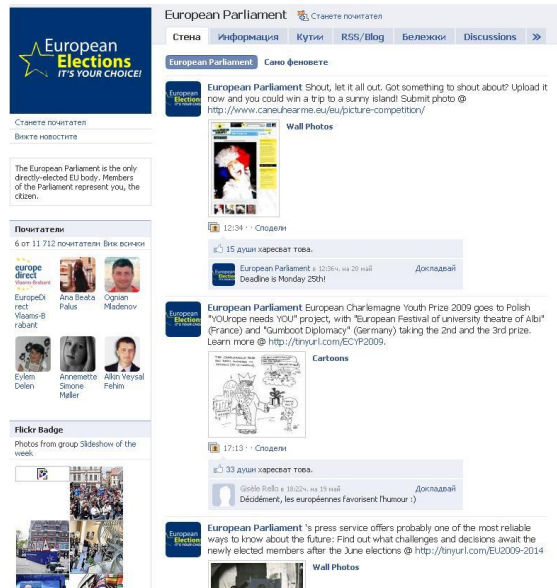 European
Elections
IT'S YOUR CHOICE!
Станете почитател
Вижте новостите
The European Parliament is the only
directly-elected EU body. Members
of the Parliament represent you, the
citizen.
Почитатели
6 от 11 712 почитатели Виж всички
europe
direct
Vlaams-Brabant
EuropeDi
rect
Vlaams-B
rabant
Ana Beata
Palus
Ognian
Mladenov
Eylem
Delen
Annemette
Simone
Møller
Alkin Veysal
Fehim
Flickr Badge
Photos from group Slideshow of the
week.
European Parliament Станете почитател
Стена Информация Кутии RSS/Blog Бележки Discussions »
European Parliament Само феновете
European Parliament Shout, let it all out. Got something to shout about? Upload it
now and you could win a trip to a sunny island! Submit photo @
http://www.caneuhearme.eu/eu/picture-competition/
Wall Photos
12:34 · · Сподели
15 души харесват това.
European Parliament в 12:36ч. на 20 май Докладвай
Deadline is Monday 25th!
European Parliament European Charlemagne Youth Prize 2009 goes to Polish
"YOUrope needs YOU" project, with "European Festival of university theatre of Albi"
(France) and "Gumboot Diplomacy" (Germany) taking the 2nd and the 3rd prize.
Learn more @ http://tinyurl.com/ECYP2009.
Cartoons
17:13 · · Сподели
33 души харесват това.
Gisèle Rello в 18:22ч. на 19 май Докладвай
Décidément, les européennes favorisent l'humour :)
European Parliament 's press service offers probably one of the most reliable
ways to know about the future: Find out what challenges and decisions await the
newly elected members after the June elections @ http://tinyurl.com/EU2009-2014
Wall Photos